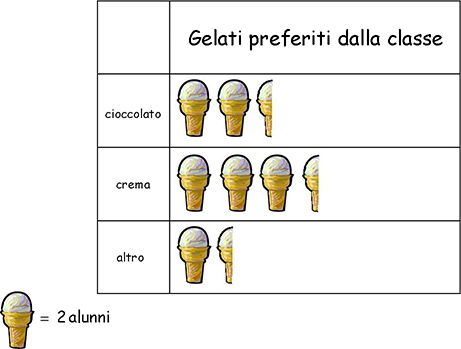 Gelati preferiti dalla classe
cioccolato
crema
altro
= 2 alunni